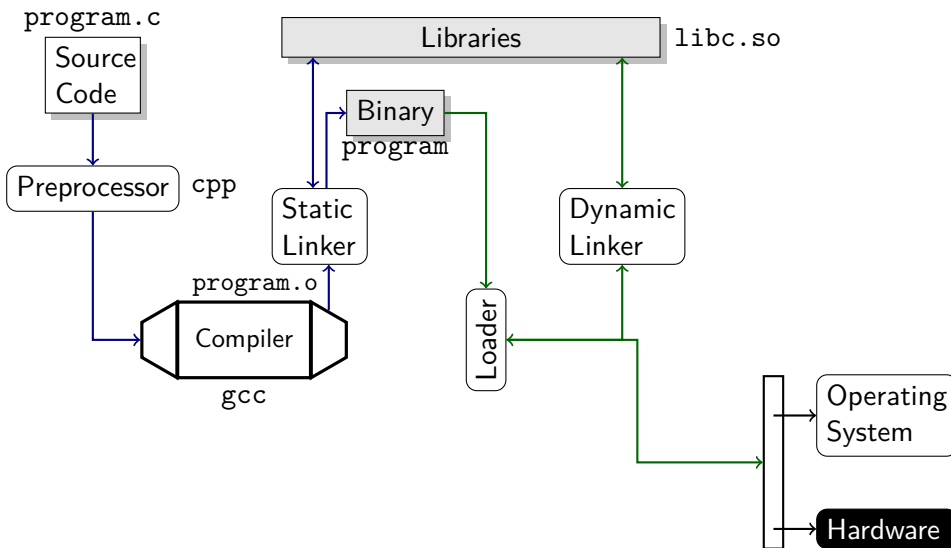 program.c
Source
Code
Preprocessor
cpp
Libraries
libc.so
Binary
program
Static
Linker
Dynamic
Linker
program.o
Compiler
gcc
Loader
Operating
System
Hardware